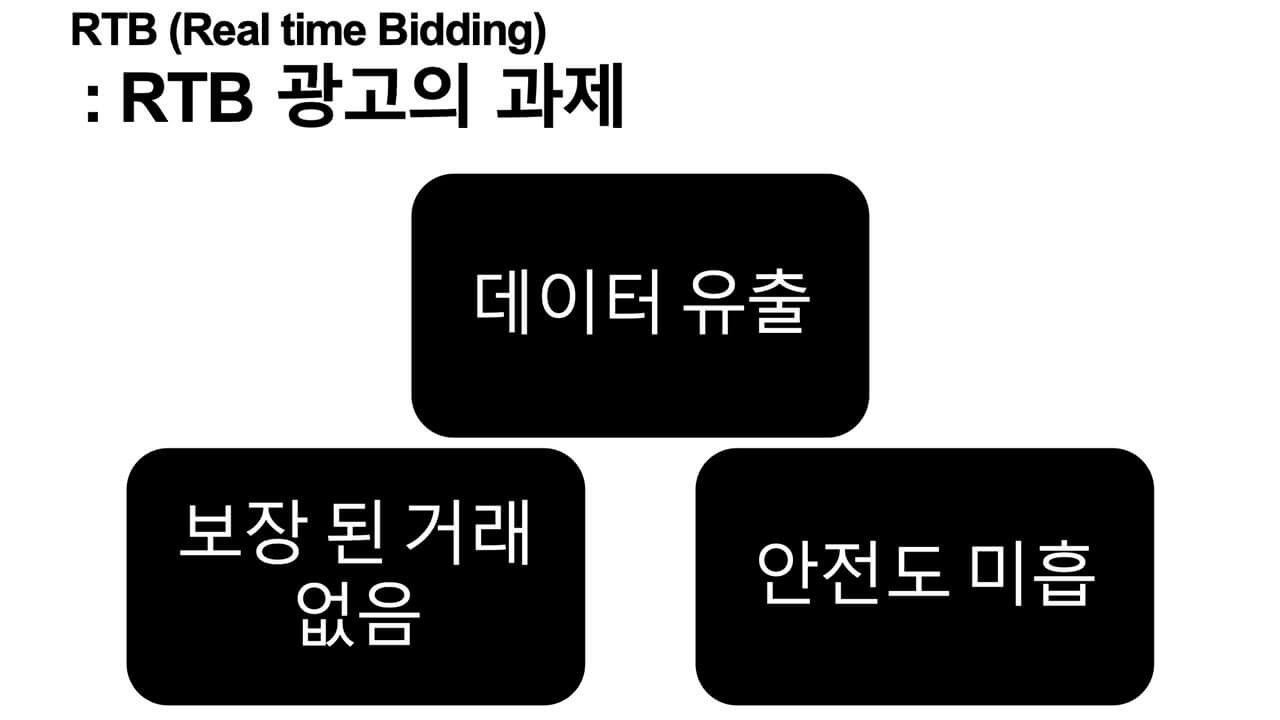 RTB (Real time Bidding)
: RTB 광고의 과제
데이터 유출
보장 된 거래
없음
안전도 미흡